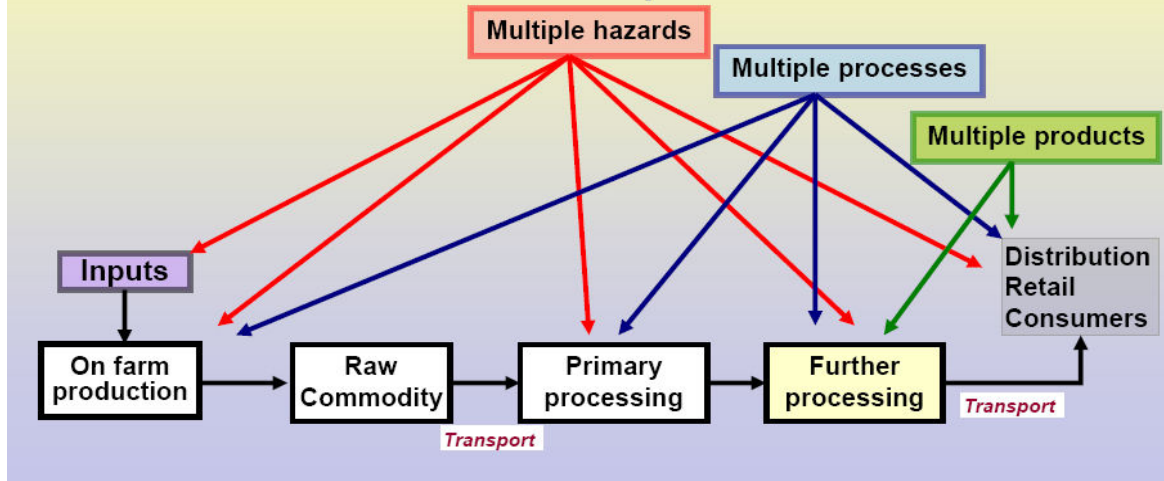 Multiple hazards
Multiple processes
Multiple products
Inputs
Distribution
Retail
Consumers
On farm
production
Raw
Commodity
Primary
processing
Further
processing
Transport
Transport